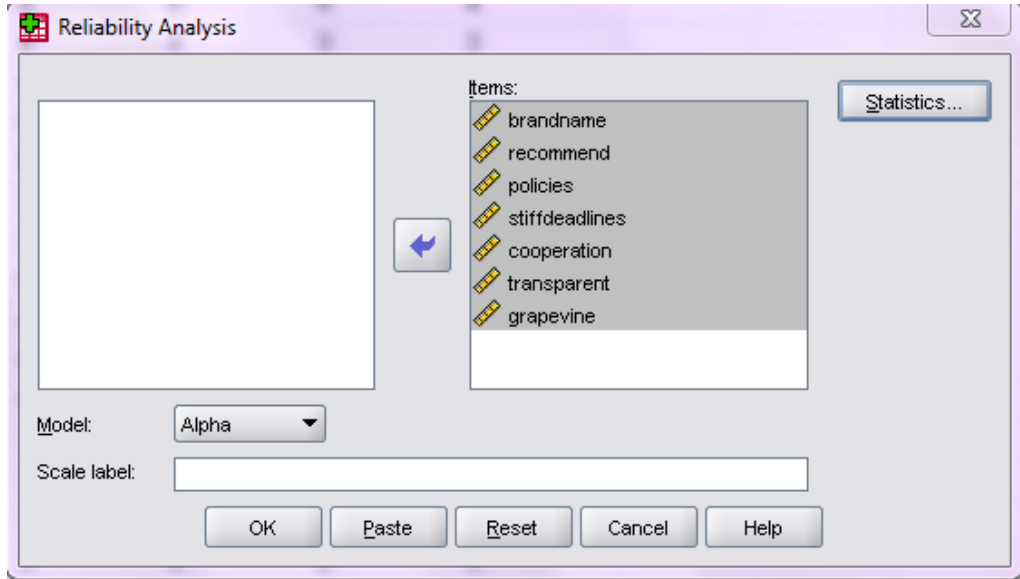 Reliability Analysis
Items:
Statistics...
brandname
recommend
policies
stiffdeadlines
cooperation
transparent
grapevine
Model: Alpha
Scale label:
OK Paste Reset Cancel Help